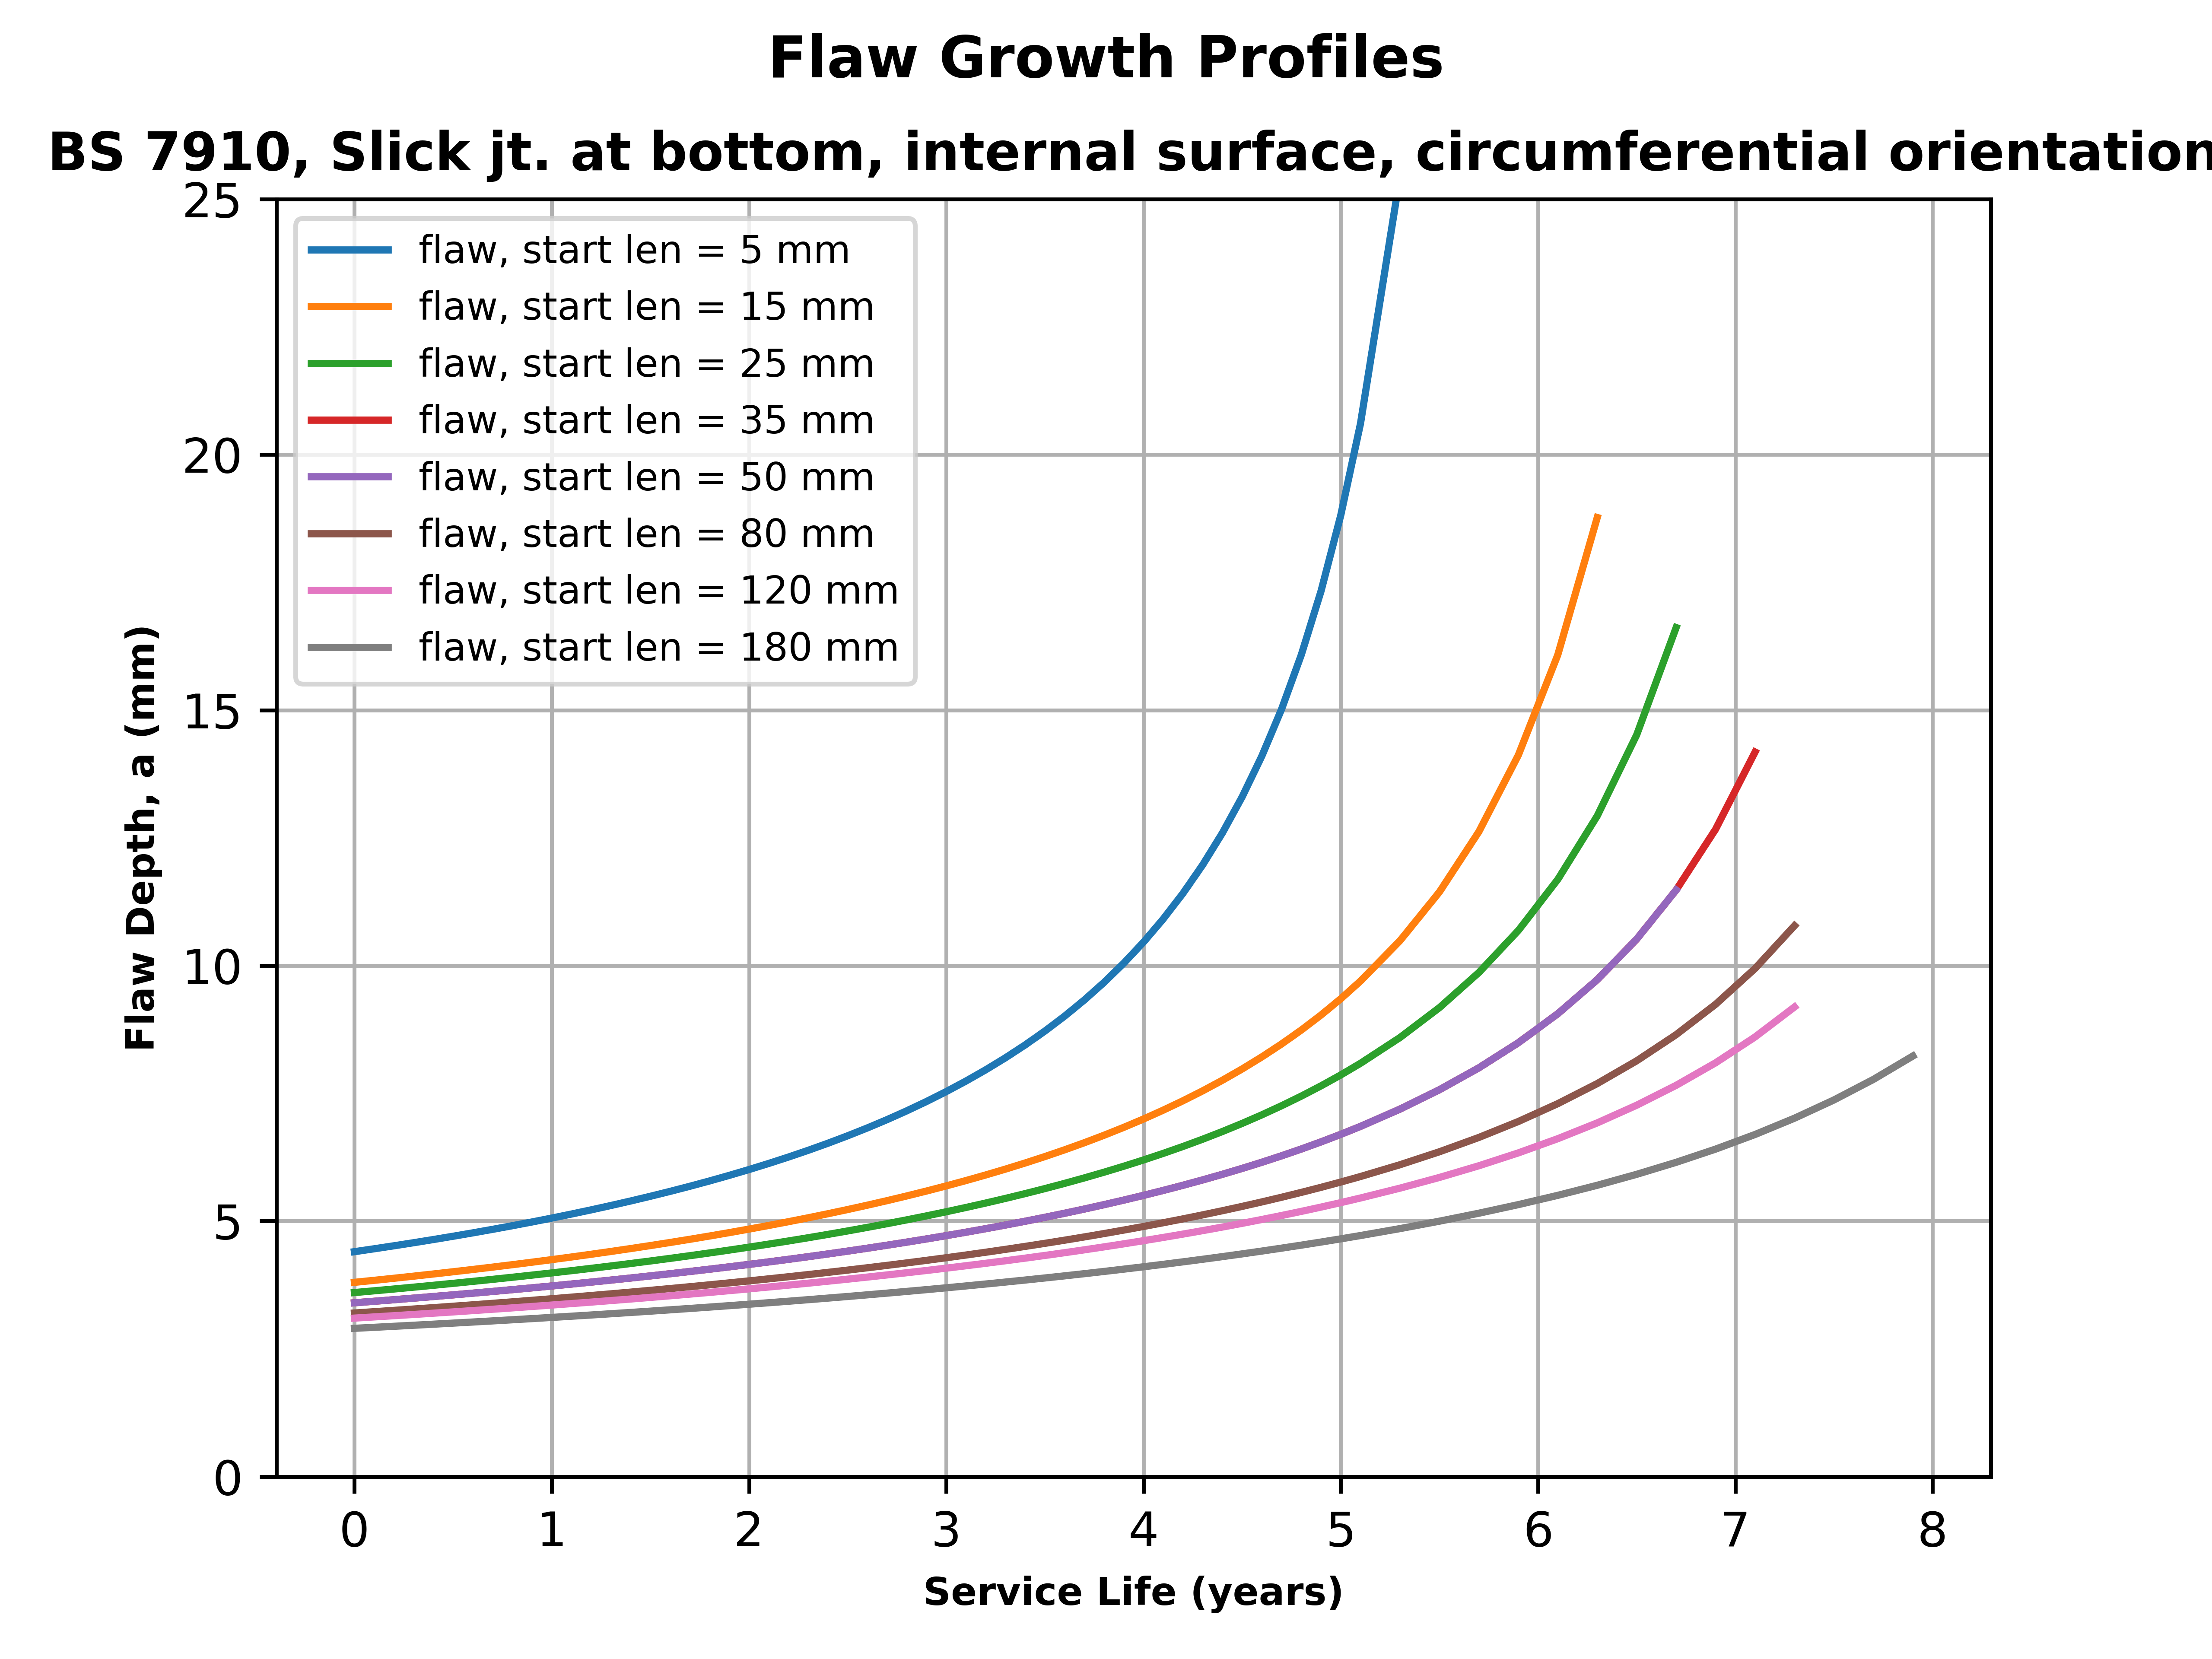 Flaw Growth Profiles
BS 7910, Slick jt. at bottom, internal surface, circumferential orientation
flaw, start len = 5 mm
flaw, start len = 15 mm
flaw, start len = 25 mm
flaw, start len = 35 mm
flaw, start len = 50 mm
flaw, start len = 80 mm
flaw, start len = 120 mm
flaw, start len = 180 mm
Flaw Depth, a (mm)
25
20
15
10
5
0
0 1 2 3 4 5 6 7 8
Service Life (years)